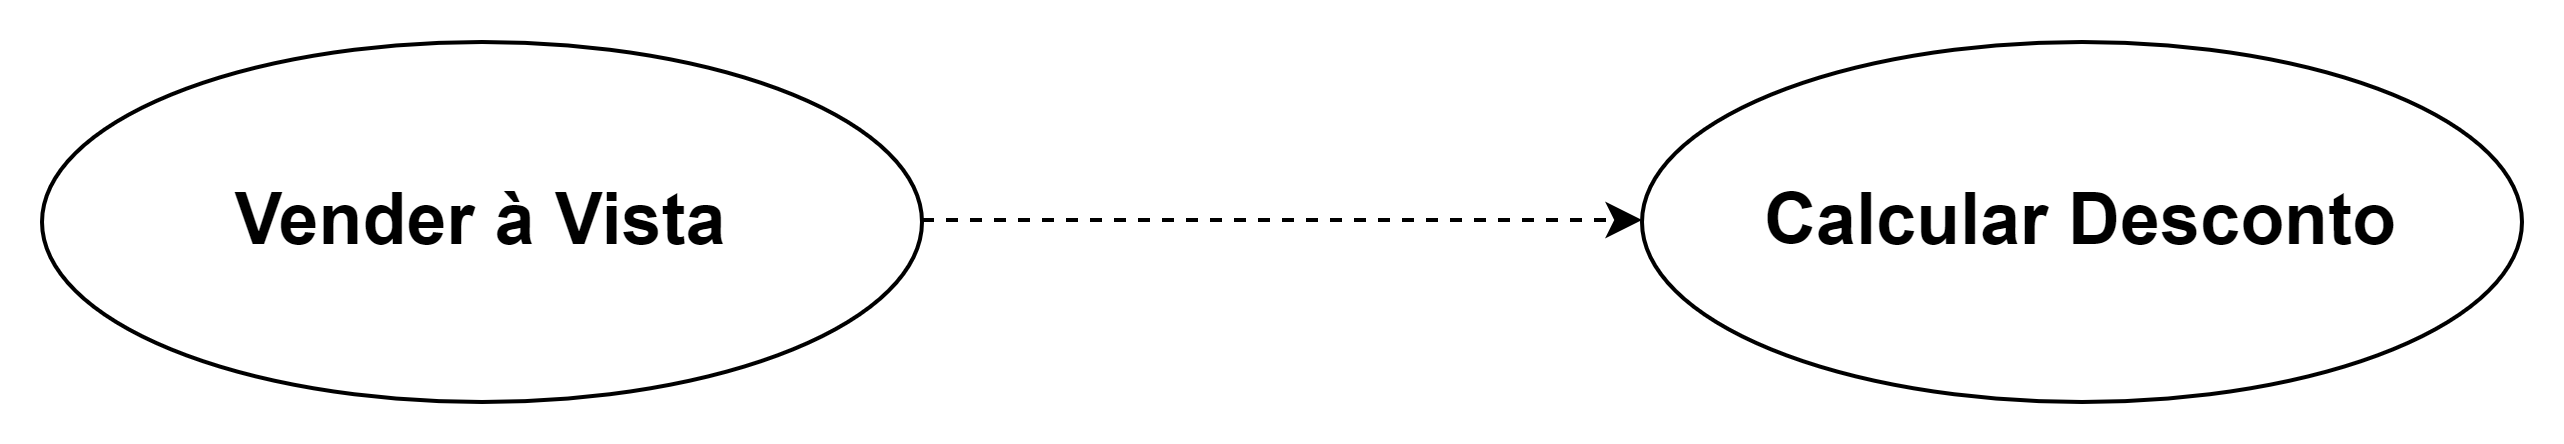 Vender à Vista
Calcular Desconto